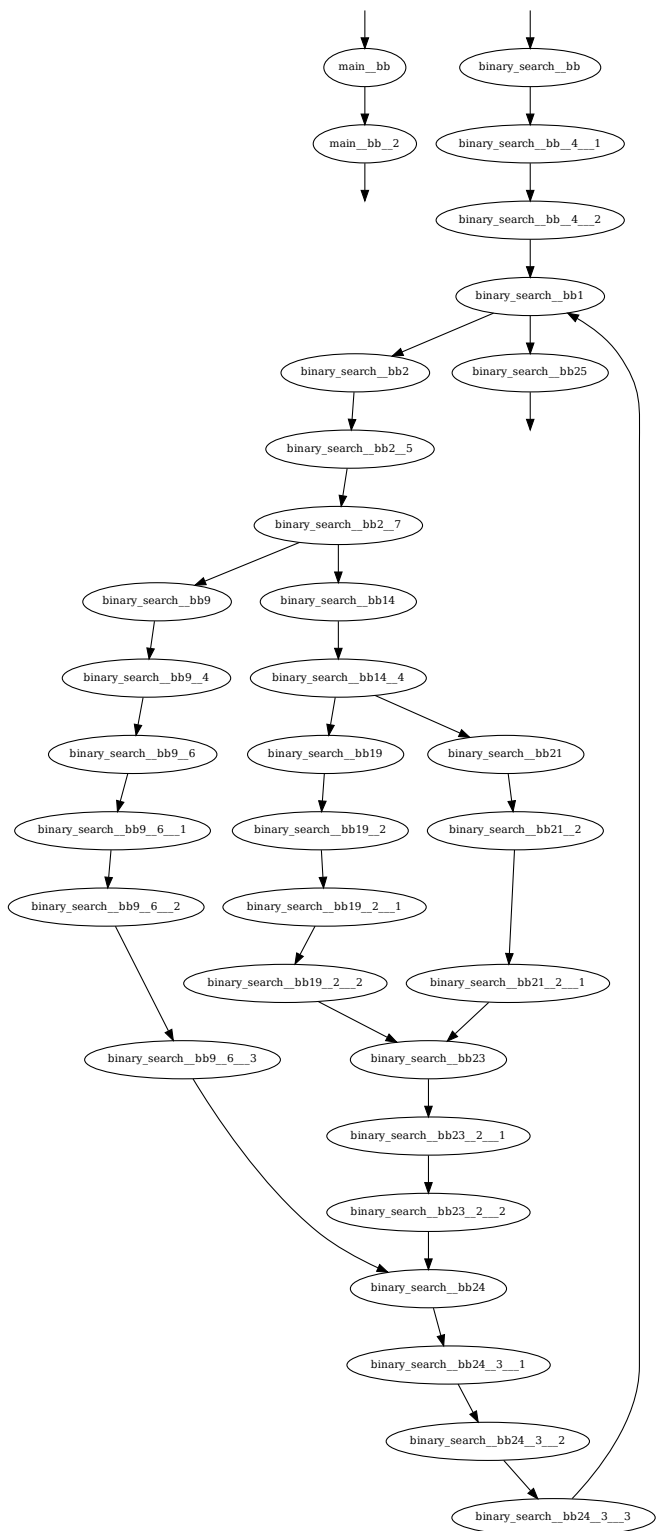 main__bb
binary_search__bb
main__bb__2
binary_search__bb__4___1
binary_search__bb__4___2
binary_search__bb1
binary_search__bb2
binary_search__bb25
binary_search__bb2__5
binary_search__bb2__7
binary_search__bb9
binary_search__bb14
binary_search__bb9__4
binary_search__bb14__4
binary_search__bb9__6
binary_search__bb19
binary_search__bb21
binary_search__bb9__6___1
binary_search__bb19__2
binary_search__bb21__2
binary_search__bb9__6___2
binary_search__bb19__2___1
binary_search__bb19__2___2
binary_search__bb21__2___1
binary_search__bb9__6___3
binary_search__bb23
binary_search__bb23__2___1
binary_search__bb23__2___2
binary_search__bb24
binary_search__bb24__3___1
binary_search__bb24__3___2
binary_search__bb24__3___3